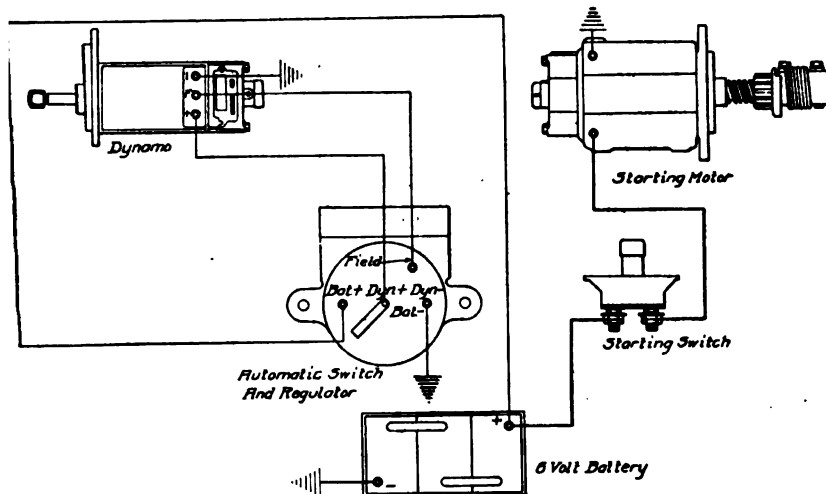 Dynamo
Starting Motor
Field
Bat+ Dyn+ Dyn-
Bat-
Starting Switch
Automatic Switch
And Regulator
+
-
6 Volt Battery